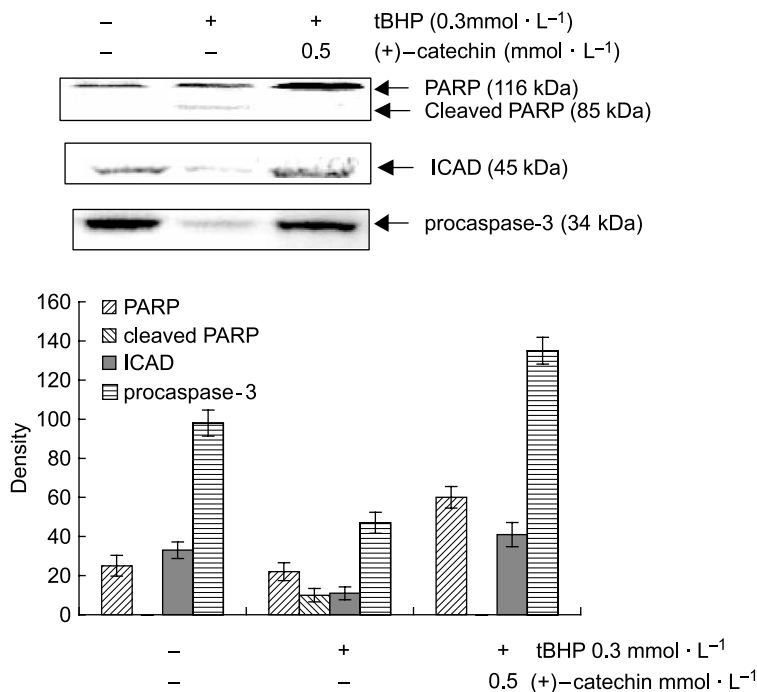 – + + tBHP (0.3mmol · L⁻¹)
– – 0.5 (+)–catechin (mmol · L⁻¹)
PARP (116 kDa)
Cleaved PARP (85 kDa)
ICAD (45 kDa)
procaspase-3 (34 kDa)
160
140
120
100
80
60
40
20
0
Density
PARP
cleaved PARP
ICAD
procaspase-3
– + + tBHP 0.3 mmol · L⁻¹
– – 0.5 (+)–catechin mmol · L⁻¹